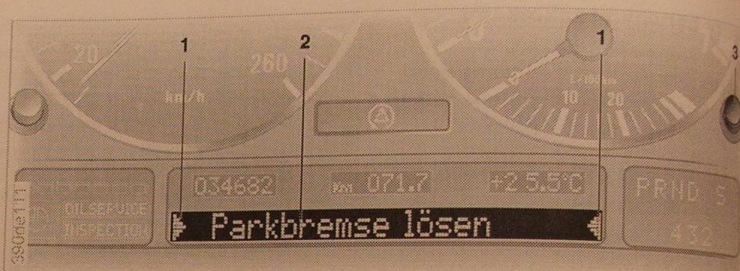 1 2 1 3
20 260
km/h
L/100km
10 20
034682 Km 071.7 +25.5°C PRND S
OILSERVICE
INSPECTION 432
Parkbremse lösen
390de111